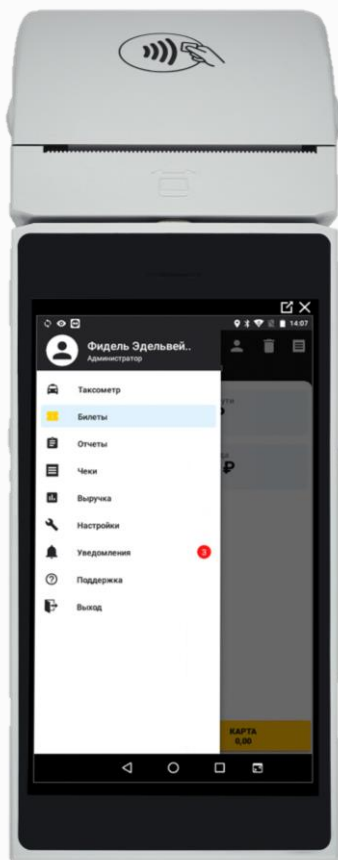 14:07
Фидель Эдельвей..
Администратор
Таксометр
Билеты
Отчеты
Чеки
Выручка
Настройки
Уведомления
3
Поддержка
Выход
₽
КАРТА
0,00